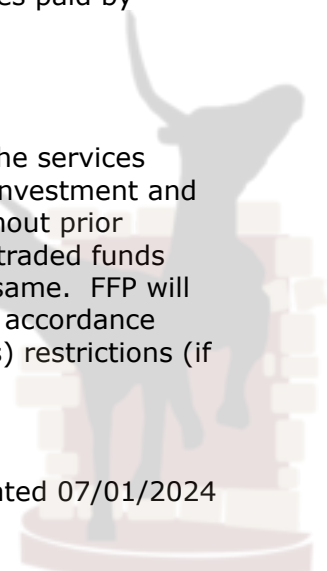 es paid by
he services
nvestment and
hout prior
traded funds
same.  FFP will
accordance
s) restrictions (if
ated 07/01/2024